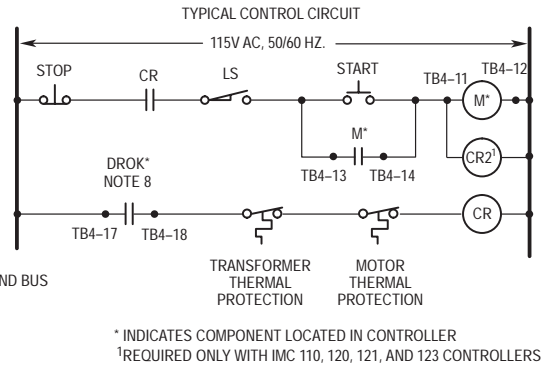 TYPICAL CONTROL CIRCUIT
115V AC, 50/60 HZ.
STOP CR LS START TB4–11 TB4–12
M*
M*
CR2¹
TB4–13 TB4–14
DROK*
NOTE 8
CR
TB4–17 TB4–18
TRANSFORMER THERMAL PROTECTION
MOTOR THERMAL PROTECTION
ND BUS
* INDICATES COMPONENT LOCATED IN CONTROLLER
¹REQUIRED ONLY WITH IMC 110, 120, 121, AND 123 CONTROLLERS